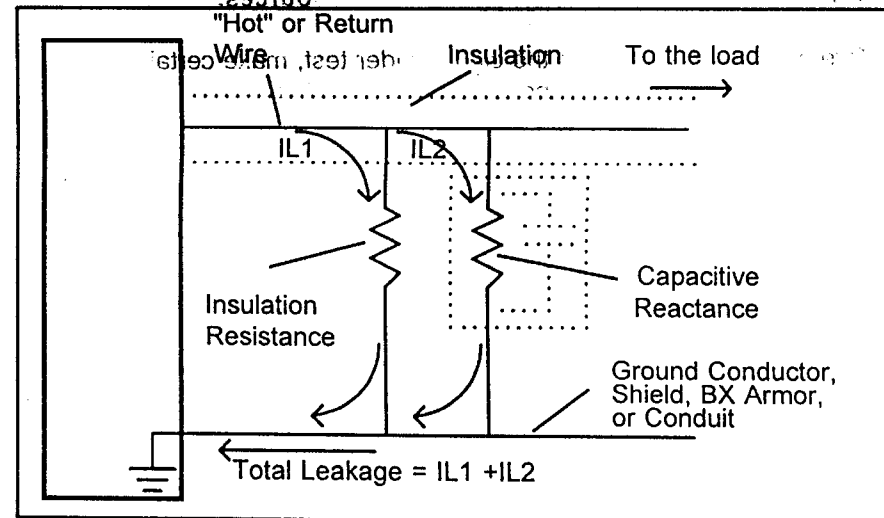 "Hot" or Return
Wire
Insulation
To the load
IL1
IL2
Insulation
Resistance
Capacitive
Reactance
Ground Conductor,
Shield, BX Armor,
or Conduit
Total Leakage = IL1 +IL2